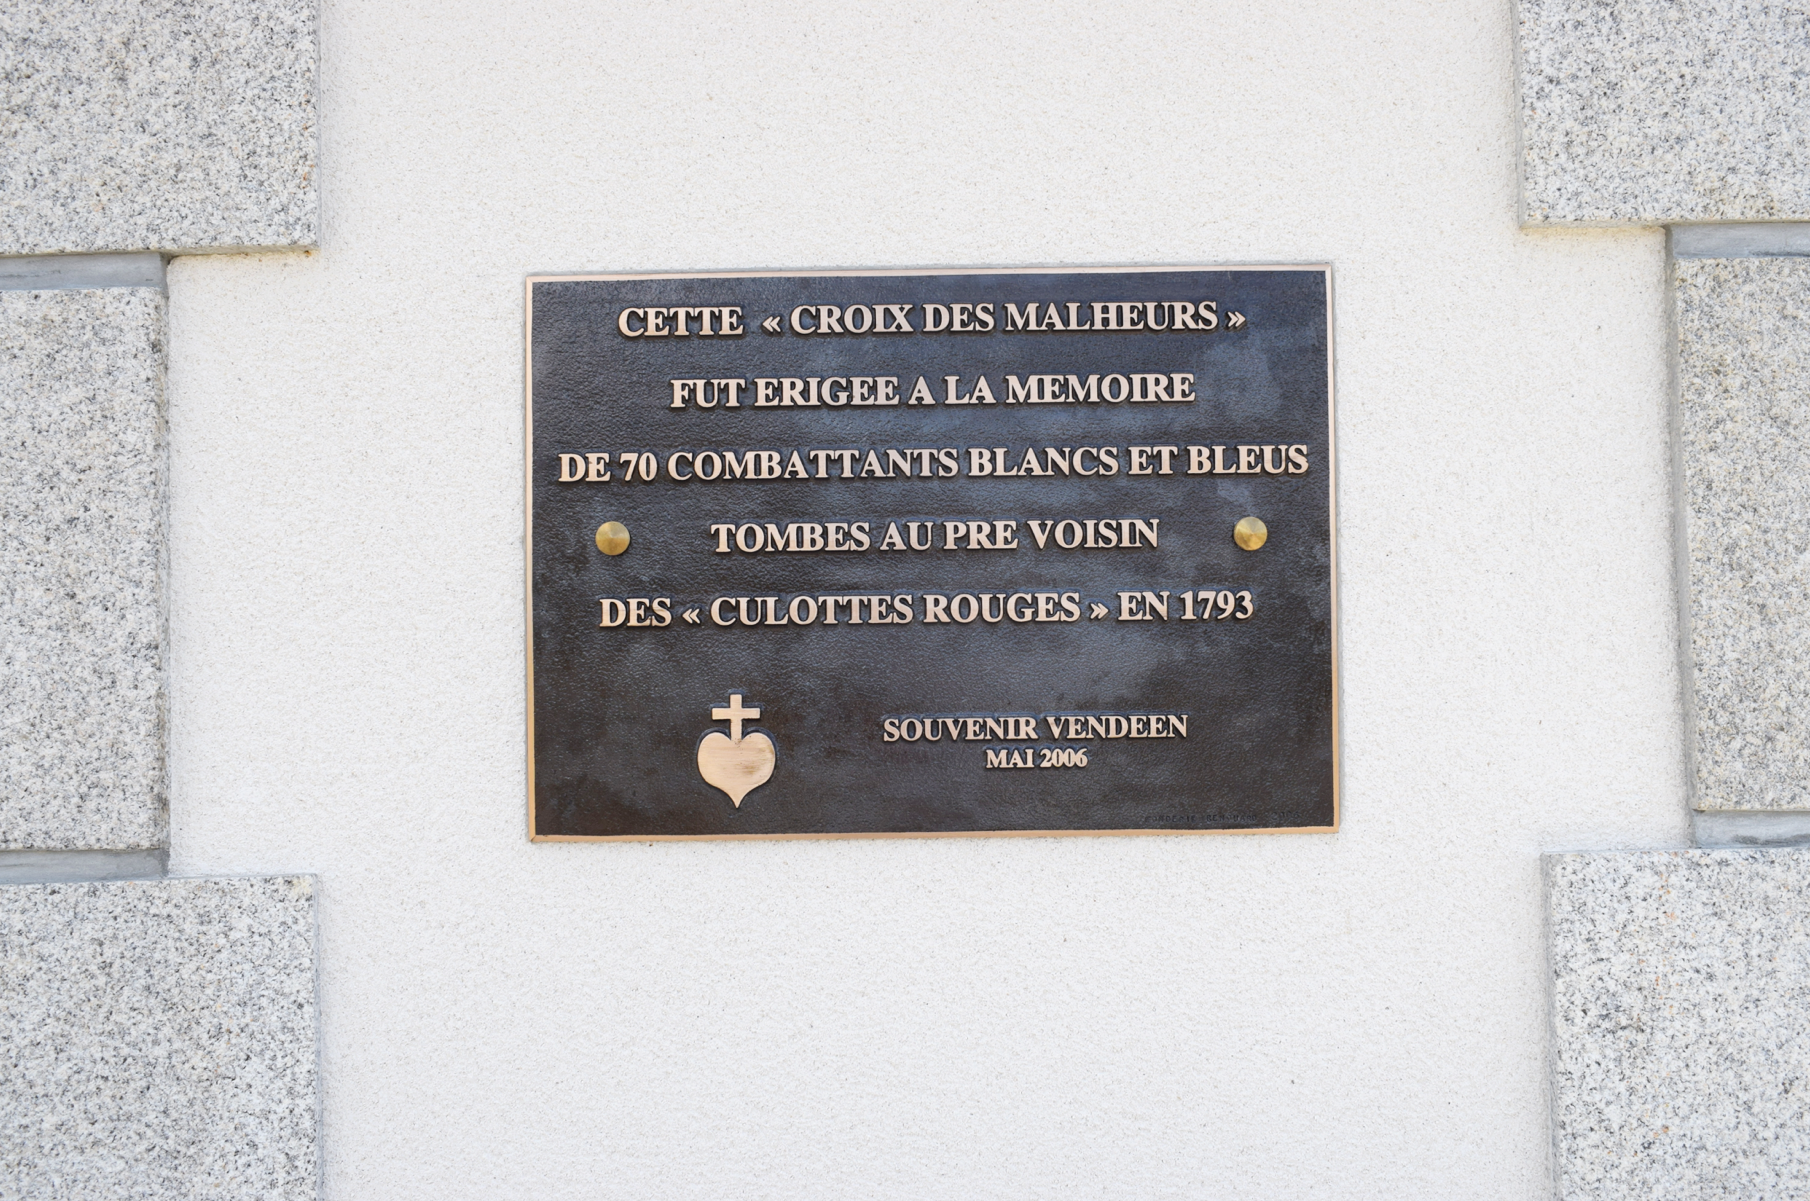 CETTE « CROIX DES MALHEURS »
FUT ERIGEE A LA MEMOIRE
DE 70 COMBATTANTS BLANCS ET BLEUS
TOMBES AU PRE VOISIN
DES « CULOTTES ROUGES » EN 1793
SOUVENIR VENDEEN
MAI 2006